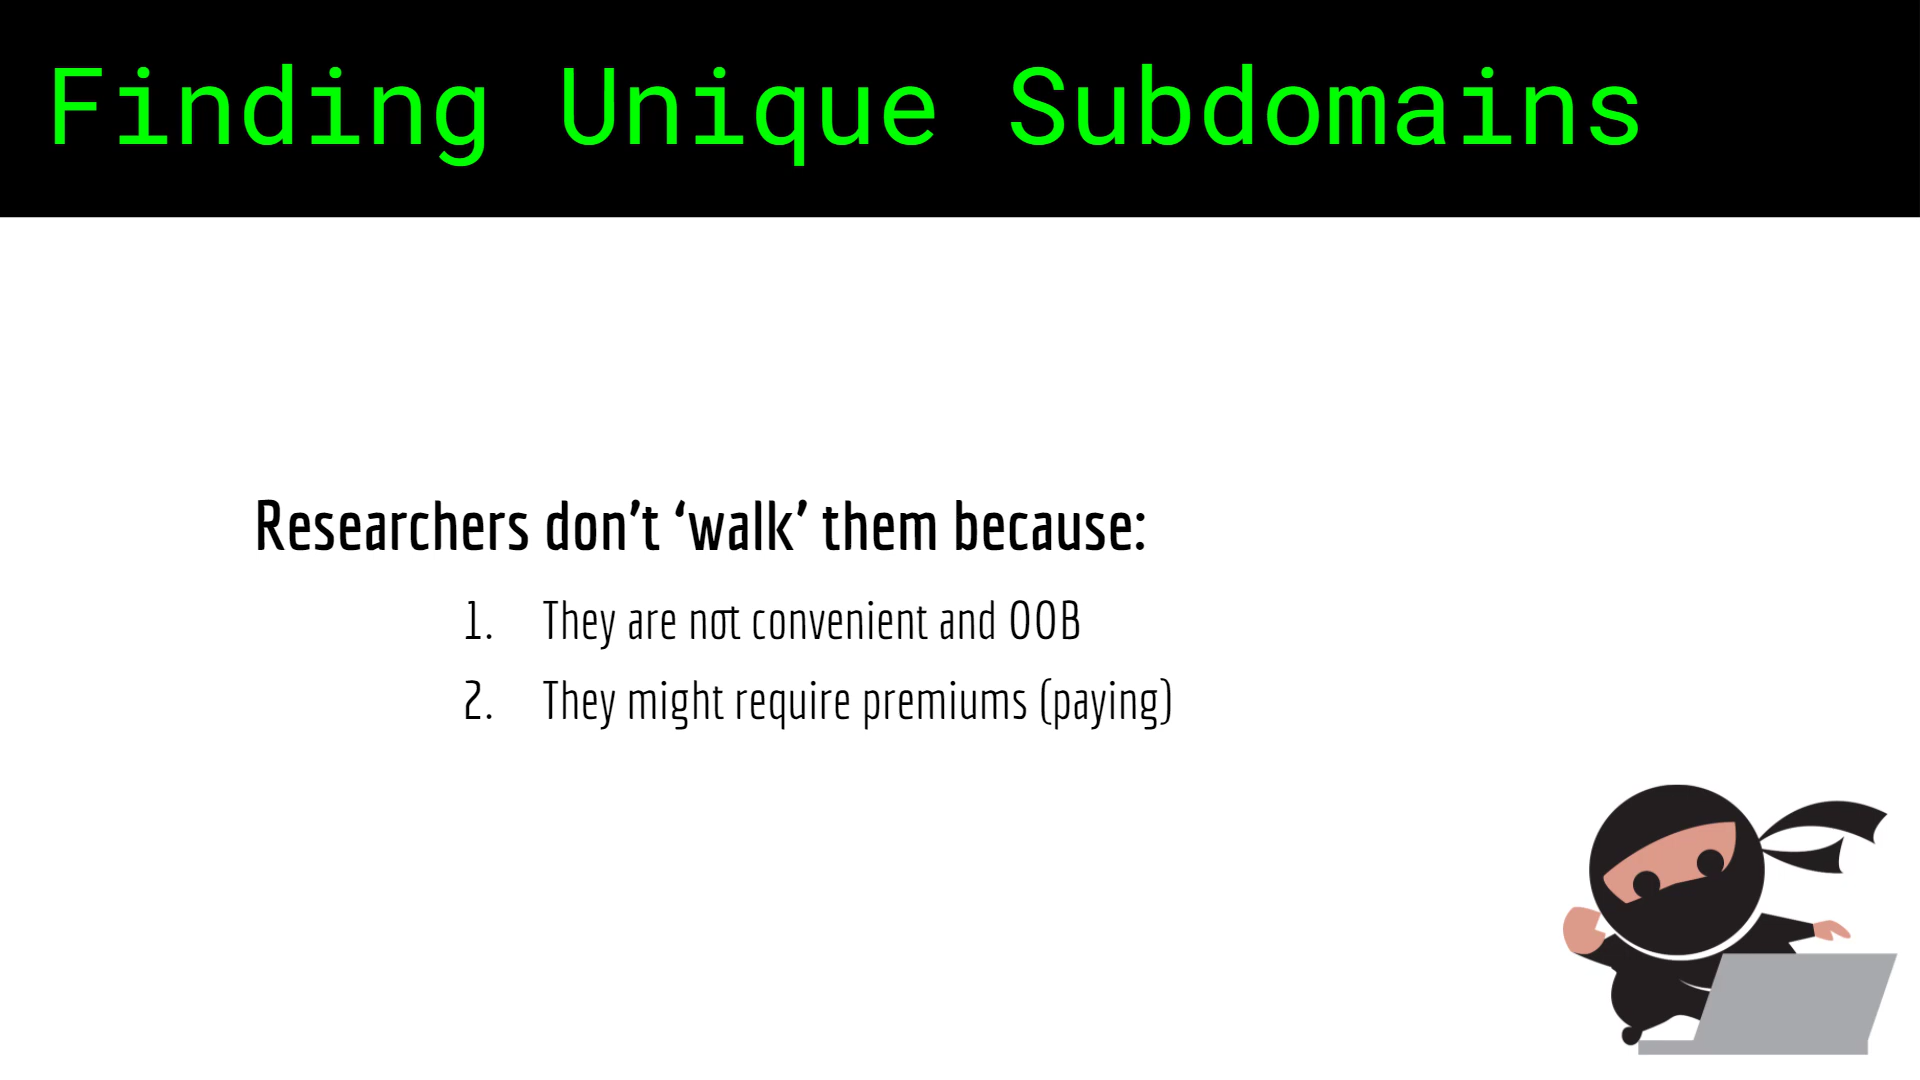 Finding Unique Subdomains
Researchers don’t ‘walk’ them because:
1. They are not convenient and OOB
2. They might require premiums (paying)